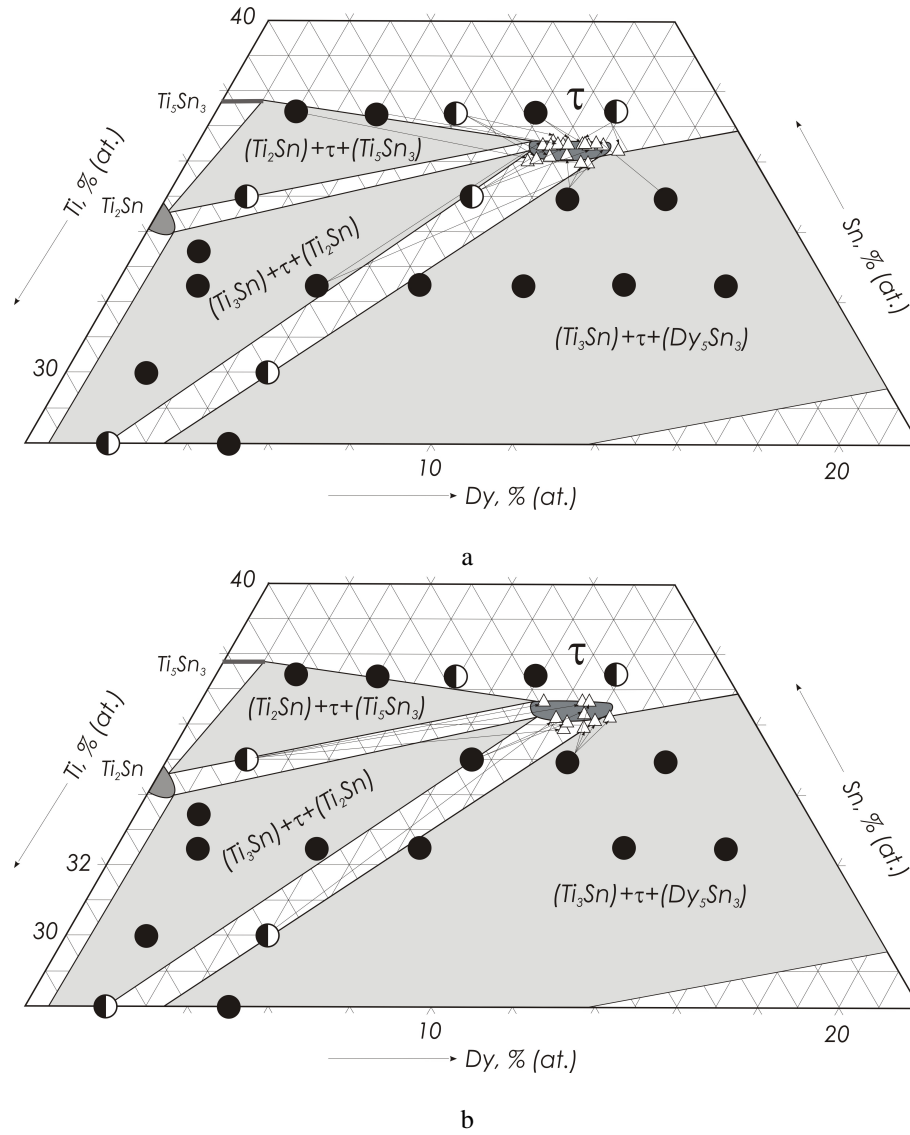 40
τ
Ti₅Sn₃
(Ti₂Sn)+τ+(Ti₅Sn₃)
Ti, % (at.)
Ti₂Sn
Sn, % (at.)
(Ti₃Sn)+τ+(Ti₂Sn)
(Ti₃Sn)+τ+(Dy₅Sn₃)
30
10
20
Dy, % (at.)
a
40
τ
Ti₅Sn₃
(Ti₂Sn)+τ+(Ti₅Sn₃)
Ti, % (at.)
Ti₂Sn
Sn, % (at.)
(Ti₃Sn)+τ+(Ti₂Sn)
32
(Ti₃Sn)+τ+(Dy₅Sn₃)
30
10
20
Dy, % (at.)
b